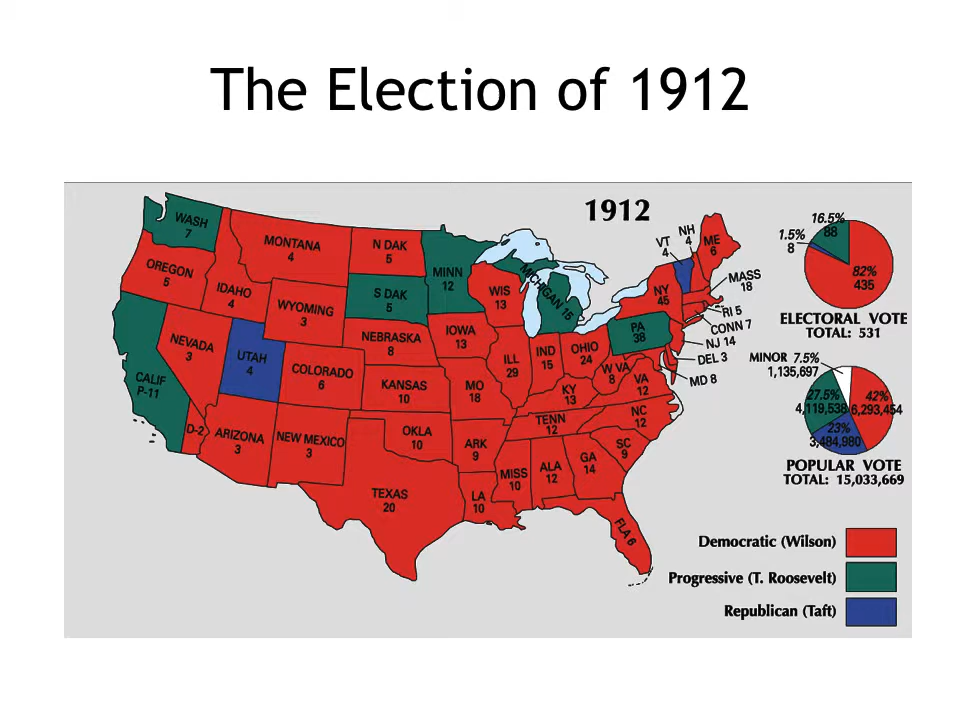 The Election of 1912
1912
WASH
7
OREGON
5
CALIF
P-11
D-2
NEVADA
3
IDAHO
4
MONTANA
4
WYOMING
3
UTAH
4
COLORADO
6
ARIZONA
3
NEW MEXICO
3
N DAK
5
S DAK
5
NEBRASKA
8
KANSAS
10
OKLA
10
TEXAS
20
MINN
12
IOWA
13
MO
18
ARK
9
LA
10
WIS
13
ILL
29
MICHIGAN 15
IND
15
OHIO
24
KY
13
TENN
12
MISS
10
ALA
12
GA
14
FLA 6
SC
9
NC
12
VA
12
W VA
8
PA
38
NY
45
VT
4
NH
4
ME
6
MASS
18
RI 5
CONN 7
NJ 14
DEL 3
MD 8
16.5%
88
1.5%
8
82%
435
ELECTORAL VOTE
TOTAL: 531
MINOR 7.5%
1,135,697
27.5%
4,119,538
42%
6,293,454
23%
3,484,980
POPULAR VOTE
TOTAL: 15,033,669
Democratic (Wilson)
Progressive (T. Roosevelt)
Republican (Taft)